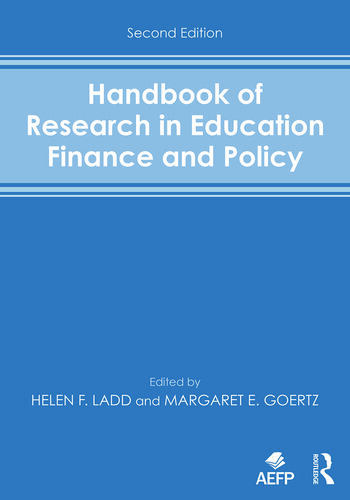 Second Edition
Handbook of
Research in Education
Finance and Policy
Edited by
HELEN F. LADD and MARGARET E. GOERTZ
AEFP
ROUTLEDGE